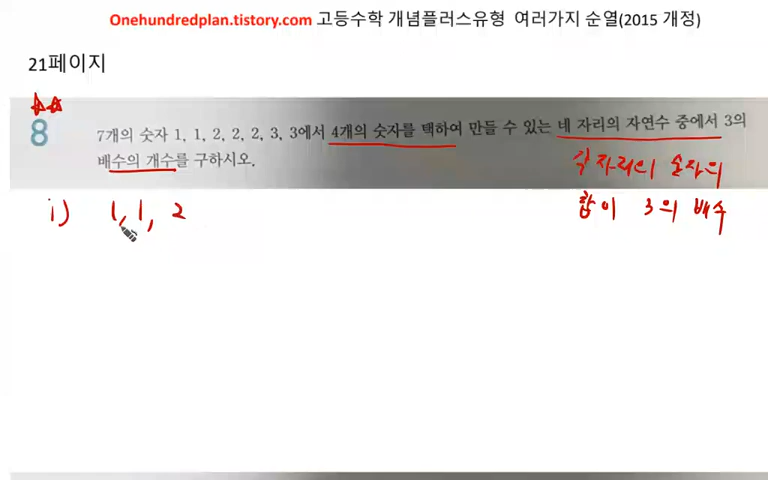 Onehundredplan.tistory.com 고등수학 개념플러스유형 여러가지 순열(2015 개정)
21페이지
8
7개의 숫자 1, 1, 2, 2, 2, 3, 3에서 4개의 숫자를 택하여 만들 수 있는 네 자리의 자연수 중에서 3의
배수의 개수를 구하시오.
각 자리의 숫자의
합이 3의 배수
i) 1, 1, 2